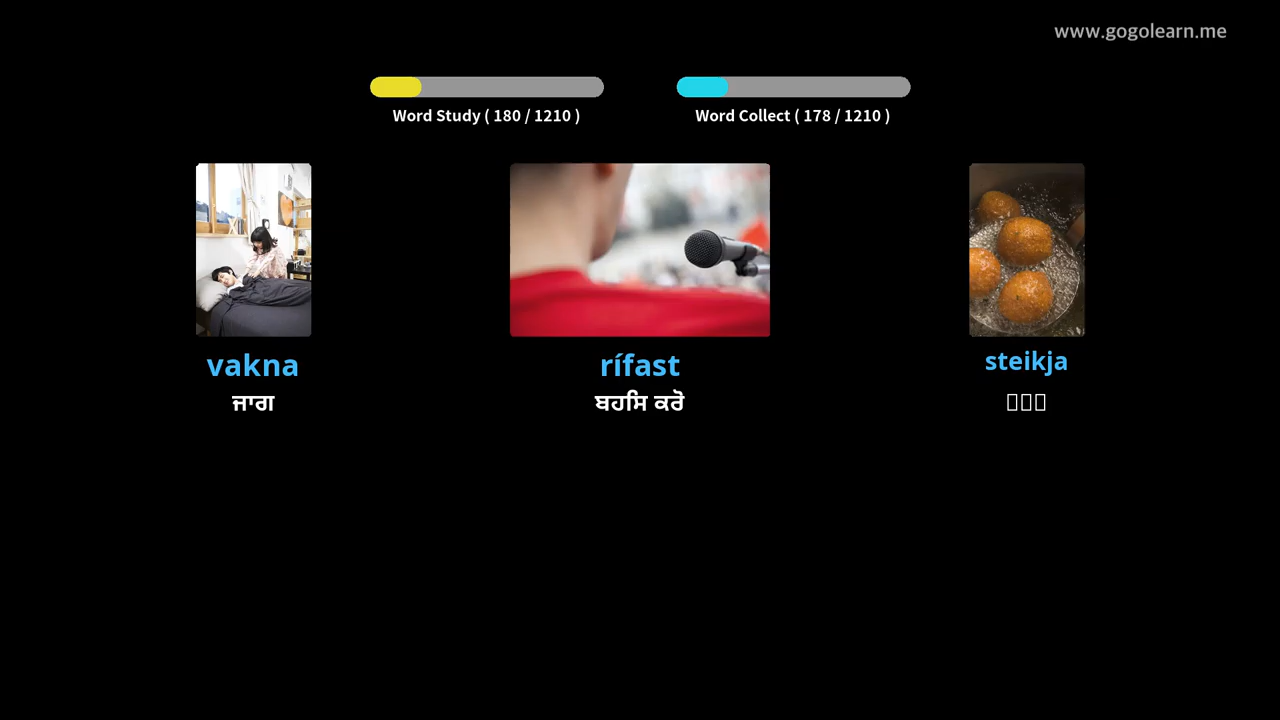 www.gogolearn.me
Word Study ( 180 / 1210 )
Word Collect ( 178 / 1210 )
vakna
rífast
steikja
ਜਾਗ
ਬਹਸਿ ਕਰੋ